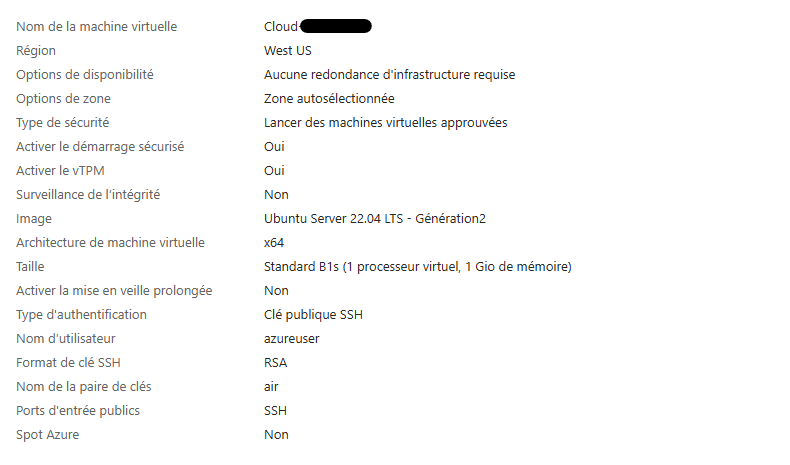 Nom de la machine virtuelle Cloud-
Région West US
Options de disponibilité Aucune redondance d'infrastructure requise
Options de zone Zone autosélectionnée
Type de sécurité Lancer des machines virtuelles approuvées
Activer le démarrage sécurisé Oui
Activer le vTPM Oui
Surveillance de l'intégrité Non
Image Ubuntu Server 22.04 LTS - Génération2
Architecture de machine virtuelle x64
Taille Standard B1s (1 processeur virtuel, 1 Gio de mémoire)
Activer la mise en veille prolongée Non
Type d'authentification Clé publique SSH
Nom d'utilisateur azureuser
Format de clé SSH RSA
Nom de la paire de clés air
Ports d'entrée publics SSH
Spot Azure Non